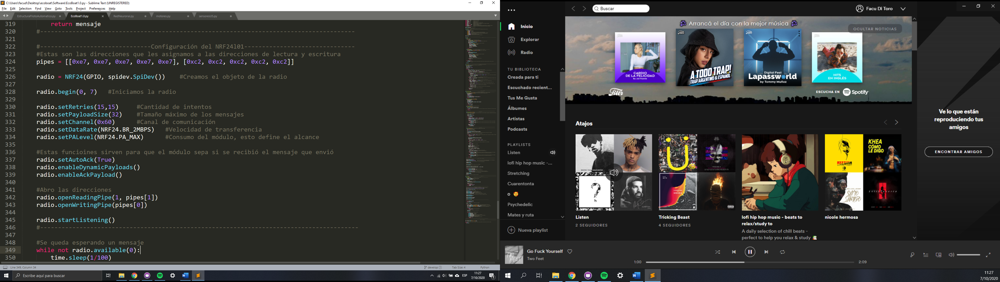 C:\Users\facud\Desktop\ecoboat\Software\EcoBoat1.0.py - Sublime Text (UNREGISTERED)
File Edit Selection Find View Goto Tools Project Preferences Help
EstructuraPilotoAutomatico.py EcoBoat1.0.py RedNeuronal.py motores.py sensoresUS.py
319 return mensaje
320 #----------------------------------------------------------------------------------------
321
322 #-------------------------------Configuración del NRF24l01-------------------------------
323 #Estas son las direcciones que les asignamos a las direcciones de lectura y escritura
324 pipes = [[0xe7, 0xe7, 0xe7, 0xe7, 0xe7], [0xc2, 0xc2, 0xc2, 0xc2, 0xc2]]
325
326 radio = NRF24(GPIO, spidev.SpiDev()) #Creamos el objeto de la radio
327
328 radio.begin(0, 7) #Iniciamos la radio
329
330 radio.setRetries(15,15) #Cantidad de intentos
331 radio.setPayloadSize(32) #Tamaño máximo de los mensajes
332 radio.setChannel(0x60) #Canal de comunicación
333 radio.setDataRate(NRF24.BR_2MBPS) #Velocidad de transferencia
334 radio.setPALevel(NRF24.PA_MAX) #Consumo del módulo, esto define el alcance
335
336 #Estas funcioines sirven para que el módulo sepa si se recibió el mensaje que envió
337 radio.setAutoAck(True)
338 radio.enableDynamicPayloads()
339 radio.enableAckPayload()
340
341 #Abro las direcciones
342 radio.openReadingPipe(1, pipes[1])
343 radio.openWritingPipe(pipes[0])
344
345 radio.startListening()
346 #-----------------------------------------------------------------------------------------
347
348 #Se queda esperando un mensaje
349 while not radio.available(0):
350 time.sleep(1/100)
Line 349, Column 34
develop
Tab Size: 4
Python
Escribe aquí para buscar
ESP
11:27
7/10/2020
1
Buscar
Facu Di Toro
Inicio
Explorar
Radio
TU BIBLIOTECA
Creada para ti
Escuchado recient...
Tus Me Gusta
Álbumes
Artistas
Podcasts
PLAYLISTS
Listen
lofi hip hop music -...
Stretching
Cuarentonta
o 🥰
Psychedelic
Mates y ruta
Nueva playlist
Arrancá el día con la mejor música
OCULTAR NOTICIAS
CARDIO
DE LA FELICIDAD
By Juli Puente
Filtr
A TODO TRAP!
TRAP ARGENTINO & ESPAÑOL
Filtr
Digital Fest
Lapassworld
by Tommy Muñoz
HITS
EN INGLÉS
Filtr
ESCUCHA EN Spotify
Atajos
KHEA
CÓMO
LE DIGO
ASESINA
SEXTO
SENTIDO
Listen
2 SEGUIDORES
Tricking Beast
4 SEGUIDORES
lofi hip hop music - beats to
relax/study to
A daily selection of chill beats -
perfect to help you relax & study 📚
nicole hermosa
Ve lo que están
reproduciendo tus
amigos
ENCONTRAR AMIGOS
TWO
FEET
Go Fuck Yourself
Two Feet
1:00
2:09
11:27
7/10/2020